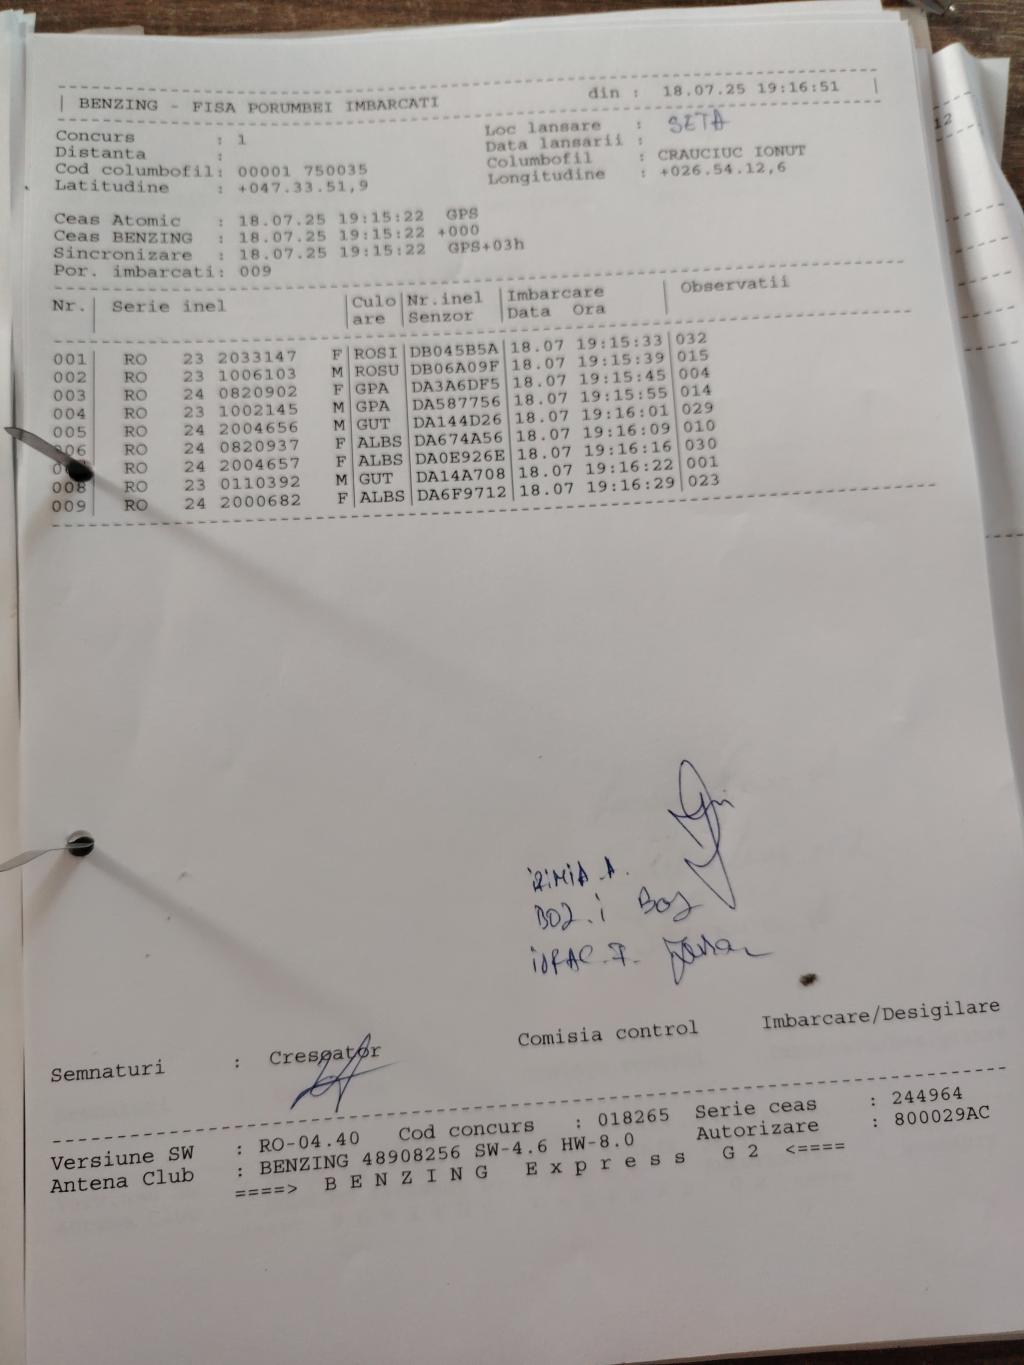 BENZING - FISA PORUMBEI IMBARCATI din : 18.07.25 19:16:51
Concurs : 1 Loc lansare : SETA
Distanta : Data lansarii :
Cod columbofil: 00001 750035 Columbofil : CRAUCIUC IONUT
Latitudine : +047.33.51,9 Longitudine : +026.54.12,6
Ceas Atomic : 18.07.25 19:15:22 GPS
Ceas BENZING : 18.07.25 19:15:22 +000
Sincronizare : 18.07.25 19:15:22 GPS+03h
Por. imbarcati: 009
Nr.| Serie inel |Culo|Nr.inel |Imbarcare | Observatii
| |are |Senzor |Data Ora |
001| RO 23 2033147 F|ROSI|DB045B5A|18.07 19:15:33|032
002| RO 23 1006103 M|ROSU|DB06A09F|18.07 19:15:39|015
003| RO 24 0820902 F|GPA |DA3A6DF5|18.07 19:15:45|004
004| RO 23 1002145 M|GPA |DA587756|18.07 19:15:55|014
005| RO 24 2004656 M|GUT |DA144D26|18.07 19:16:01|029
006| RO 24 0820937 F|ALBS|DA674A56|18.07 19:16:09|010
007| RO 24 2004657 F|ALBS|DA0E926E|18.07 19:16:16|030
008| RO 23 0110392 M|GUT |DA14A708|18.07 19:16:22|001
009| RO 24 2000682 F|ALBS|DA6F9712|18.07 19:16:29|023
IRIMIA .A.
BOZ.I
Semnaturi : Crescator Comisia control Imbarcare/Desigilare
Versiune SW : RO-04.40 Cod concurs : 018265 Serie ceas : 244964
Antena Club : BENZING 48908256 SW-4.6 HW-8.0 Autorizare : 800029AC
====> B E N Z I N G E x p r e s s G 2 <====
12